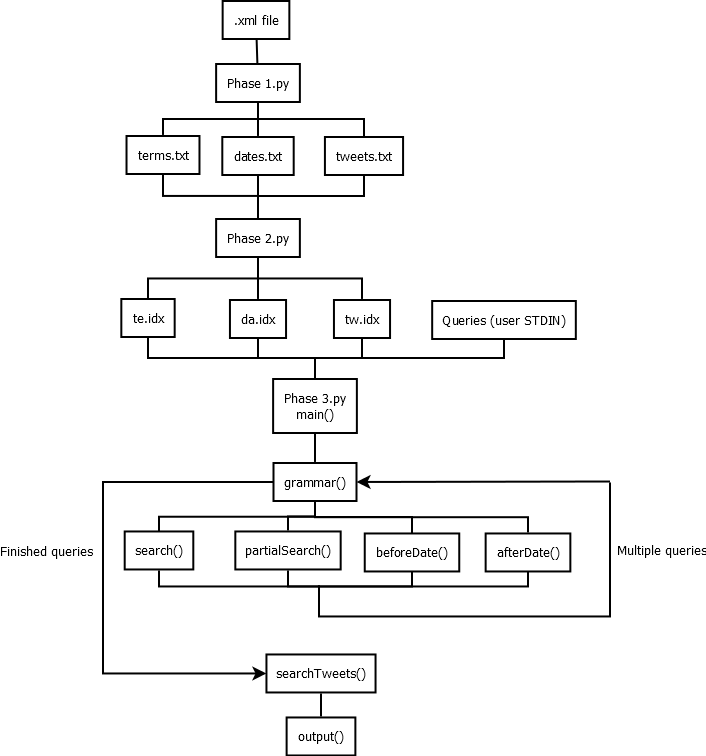 .xml file
Phase 1.py
terms.txt
dates.txt
tweets.txt
Phase 2.py
te.idx
da.idx
tw.idx
Queries (user STDIN)
Phase 3.py
main()
grammar()
search()
partialSearch()
beforeDate()
afterDate()
Finished queries
Multiple queries
searchTweets()
output()